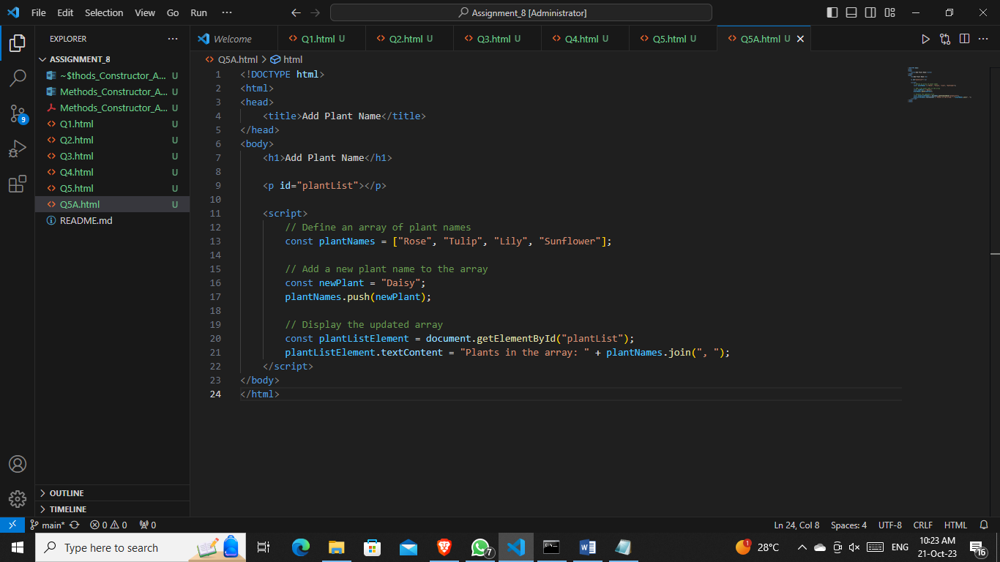 File Edit Selection View Go Run ··· Assignment_8 [Administrator]
EXPLORER ···
ASSIGNMENT_8
~$thods_Constructor_A... U
Methods_Constructor_A... U
Methods_Constructor_A... U
Q1.html U
Q2.html U
Q3.html U
Q4.html U
Q5.html U
Q5A.html U
README.md
OUTLINE
TIMELINE
Welcome Q1.html U Q2.html U Q3.html U Q4.html U Q5.html U Q5A.html U
Q5A.html > html
1 <!DOCTYPE html>
2 <html>
3 <head>
4 <title>Add Plant Name</title>
5 </head>
6 <body>
7 <h1>Add Plant Name</h1>
8
9 <p id="plantList"></p>
10
11 <script>
12 // Define an array of plant names
13 const plantNames = ["Rose", "Tulip", "Lily", "Sunflower"];
14
15 // Add a new plant name to the array
16 const newPlant = "Daisy";
17 plantNames.push(newPlant);
18
19 // Display the updated array
20 const plantListElement = document.getElementById("plantList");
21 plantListElement.textContent = "Plants in the array: " + plantNames.join(", ");
22 </script>
23 </body>
24 </html>
9
main* 0 0 0 Ln 24, Col 8 Spaces: 4 UTF-8 CRLF HTML
Type here to search 7 1 28°C ENG 10:23 AM
21-Oct-23 16